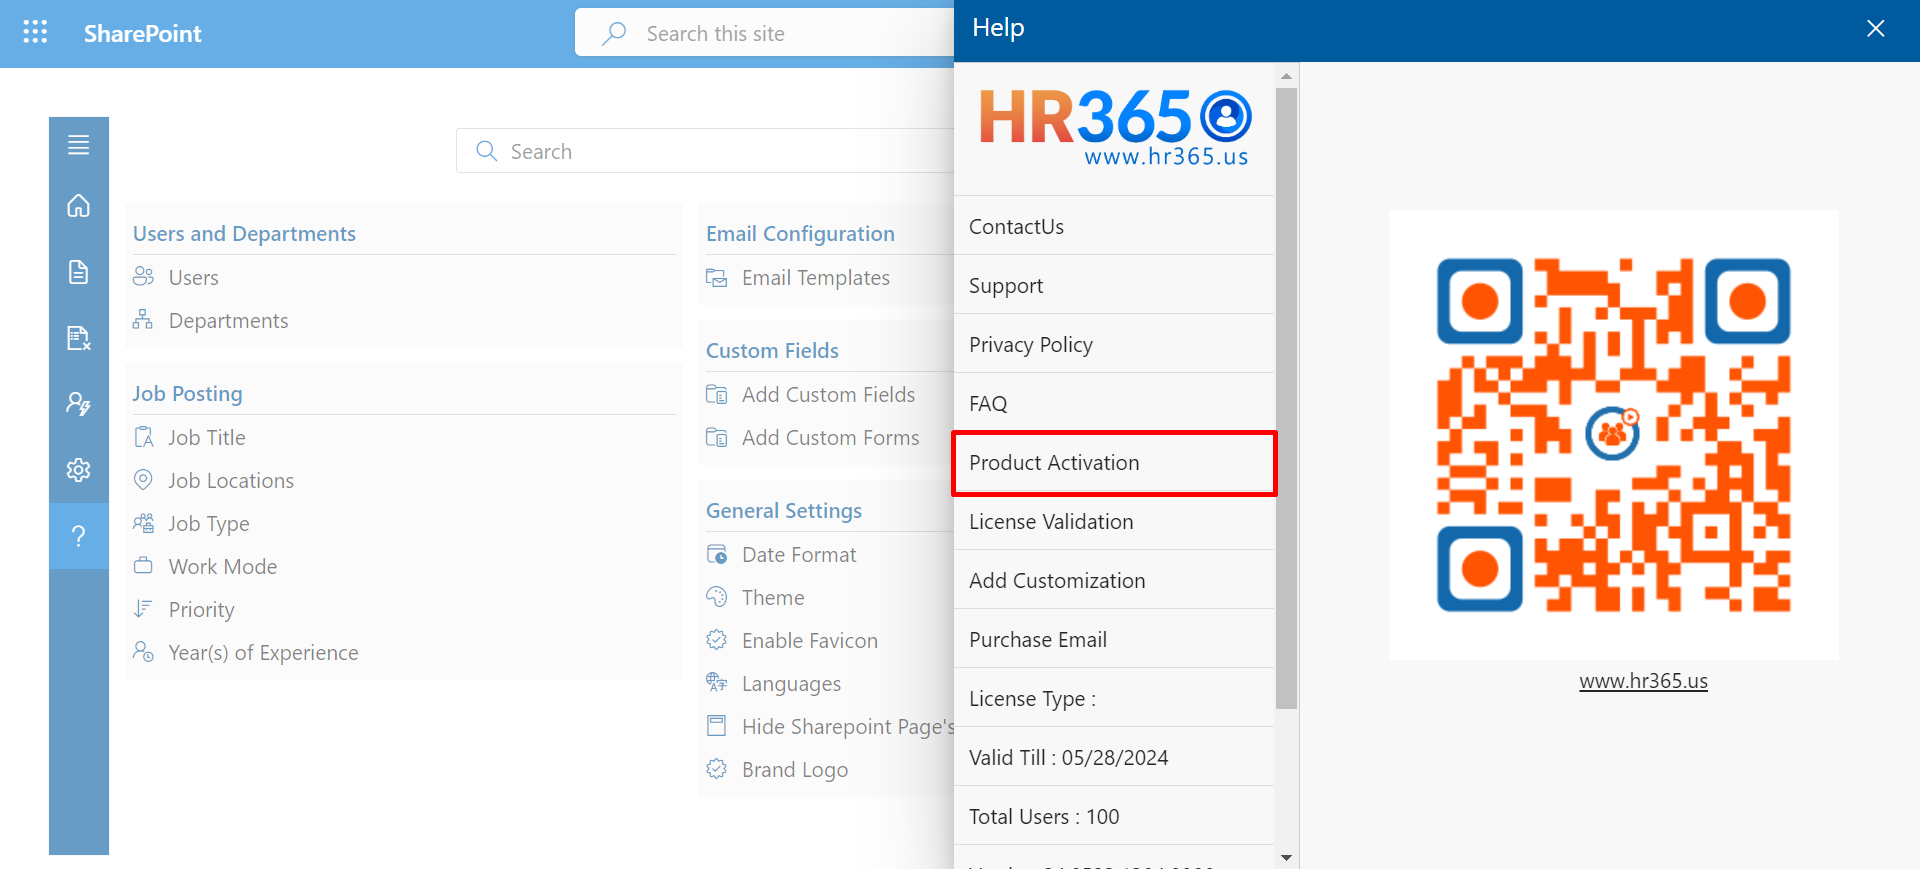 SharePoint
Search this site
Search
Users and Departments
Users
Departments
Job Posting
Job Title
Job Locations
Job Type
Work Mode
Priority
Year(s) of Experience
Email Configuration
Email Templates
Custom Fields
Add Custom Fields
Add Custom Forms
General Settings
Date Format
Theme
Enable Favicon
Languages
Hide Sharepoint Page's
Brand Logo
Help
HR365
www.hr365.us
ContactUs
Support
Privacy Policy
FAQ
Product Activation
License Validation
Add Customization
Purchase Email
License Type :
Valid Till : 05/28/2024
Total Users : 100
www.hr365.us